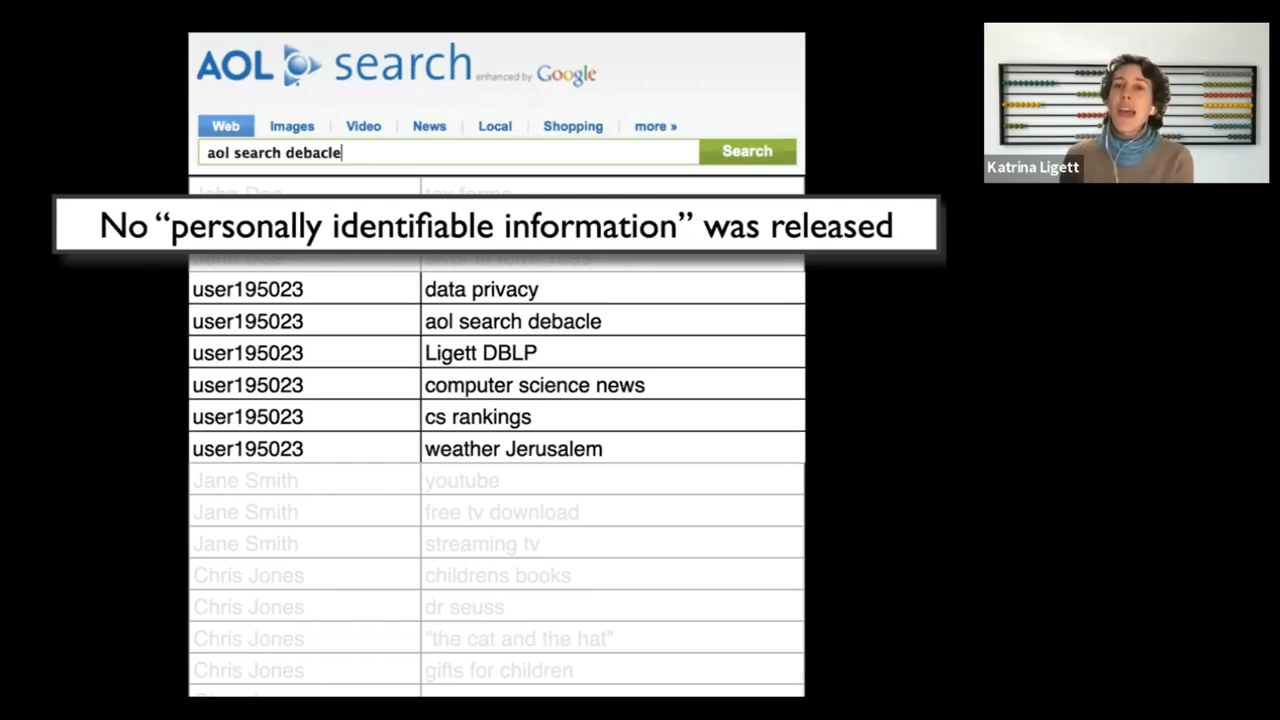 AOL search enhanced by Google
Web Images Video News Local Shopping more »
aol search debacle Search
John Doe tax forms
No “personally identifiable information” was released
user195023 data privacy
user195023 aol search debacle
user195023 Ligett DBLP
user195023 computer science news
user195023 cs rankings
user195023 weather Jerusalem
Jane Smith youtube
Jane Smith free tv download
Jane Smith streaming tv
Chris Jones childrens books
Chris Jones dr seuss
Chris Jones “the cat and the hat”
Chris Jones gifts for children
Katrina Ligett